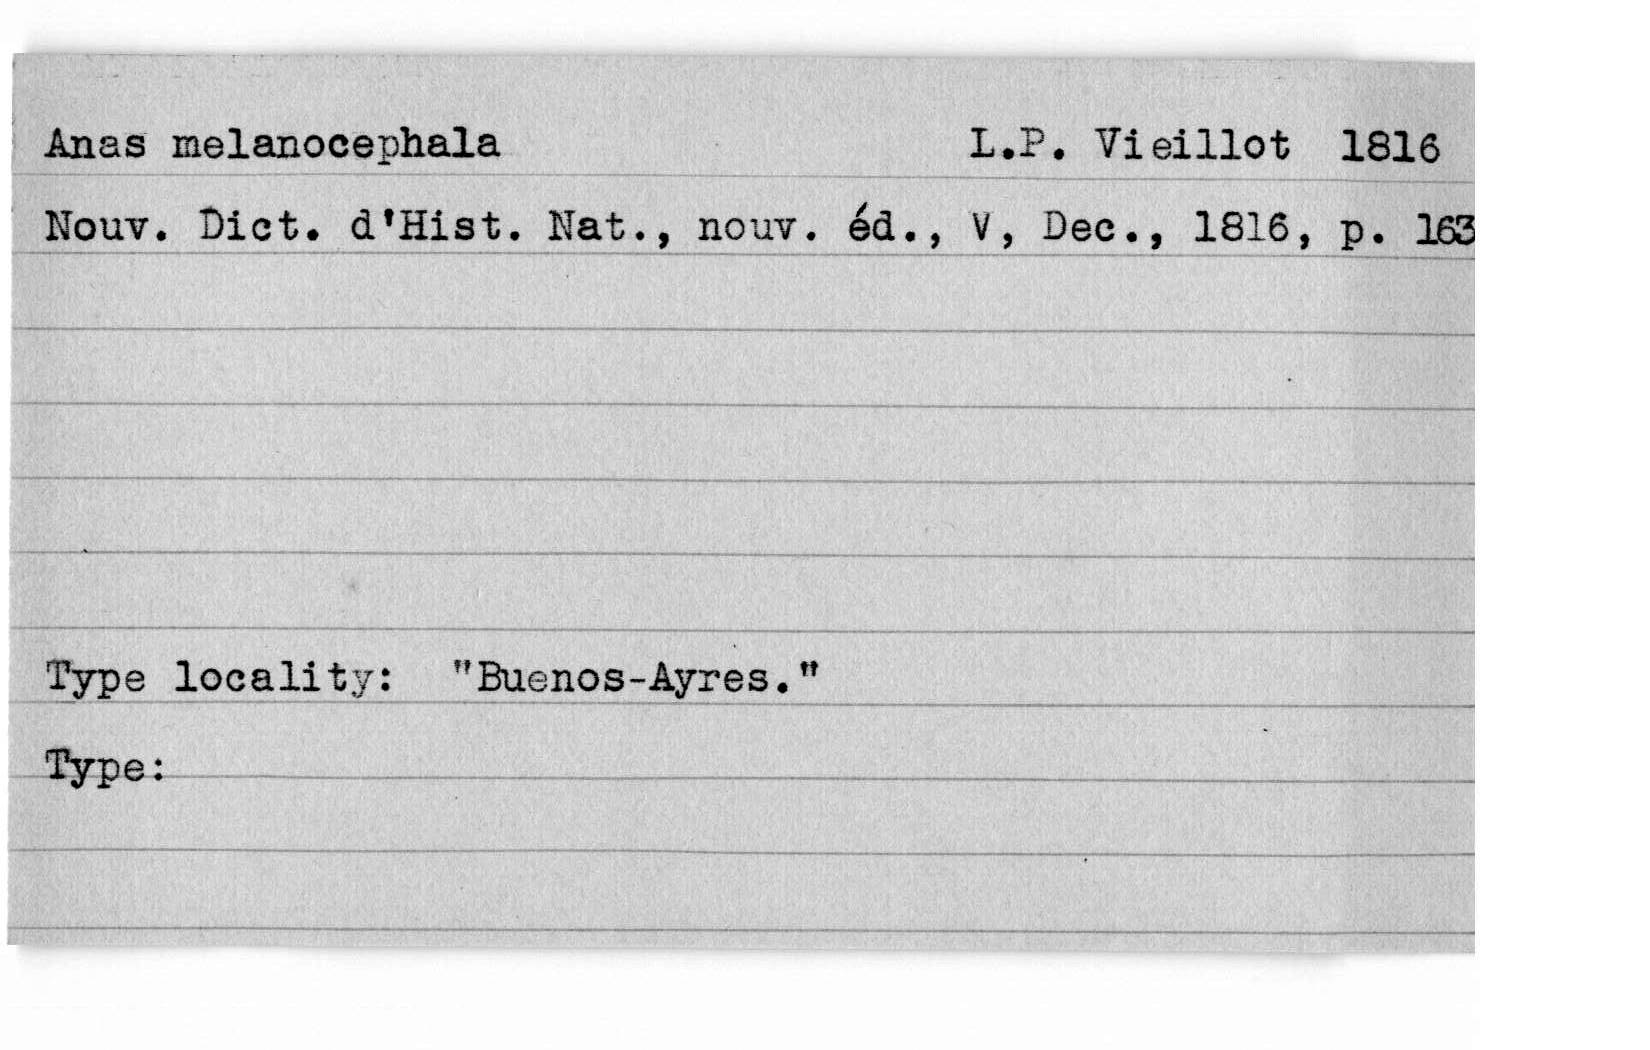 Anas melanocephala L.P. Vieillot 1816
Nouv. Dict. d'Hist. Nat., nouv. éd., V, Dec., 1816, p. 163
Type locality: "Buenos-Ayres."
Type: